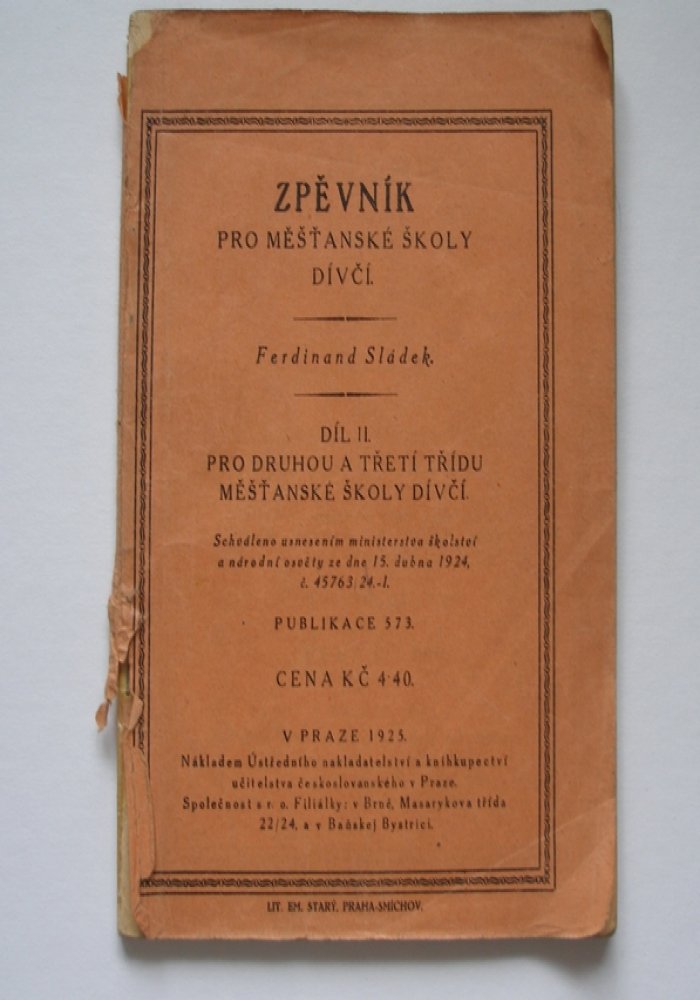 ZPĚVNÍK
PRO MĚŠŤANSKÉ ŠKOLY
DÍVČÍ.
Ferdinand Sládek.
DÍL II.
PRO DRUHOU A TŘETÍ TŘÍDU
MĚŠŤANSKÉ ŠKOLY DÍVČÍ.
Schváleno usnesením ministerstva školství
a národní osvěty ze dne 15. dubna 1924,
č. 45763/24.-I.
PUBLIKACE 573.
CENA KČ 4·40.
V PRAZE 1925.
Nákladem Ústředního nakladatelství a knihkupectví
učitelstva československého v Praze.
Společnost s r. o. Filiálky: v Brně, Masarykova třída
22/24, a v Baňskej Bystrici.
LIT. EM. STARÝ, PRAHA-SMÍCHOV.